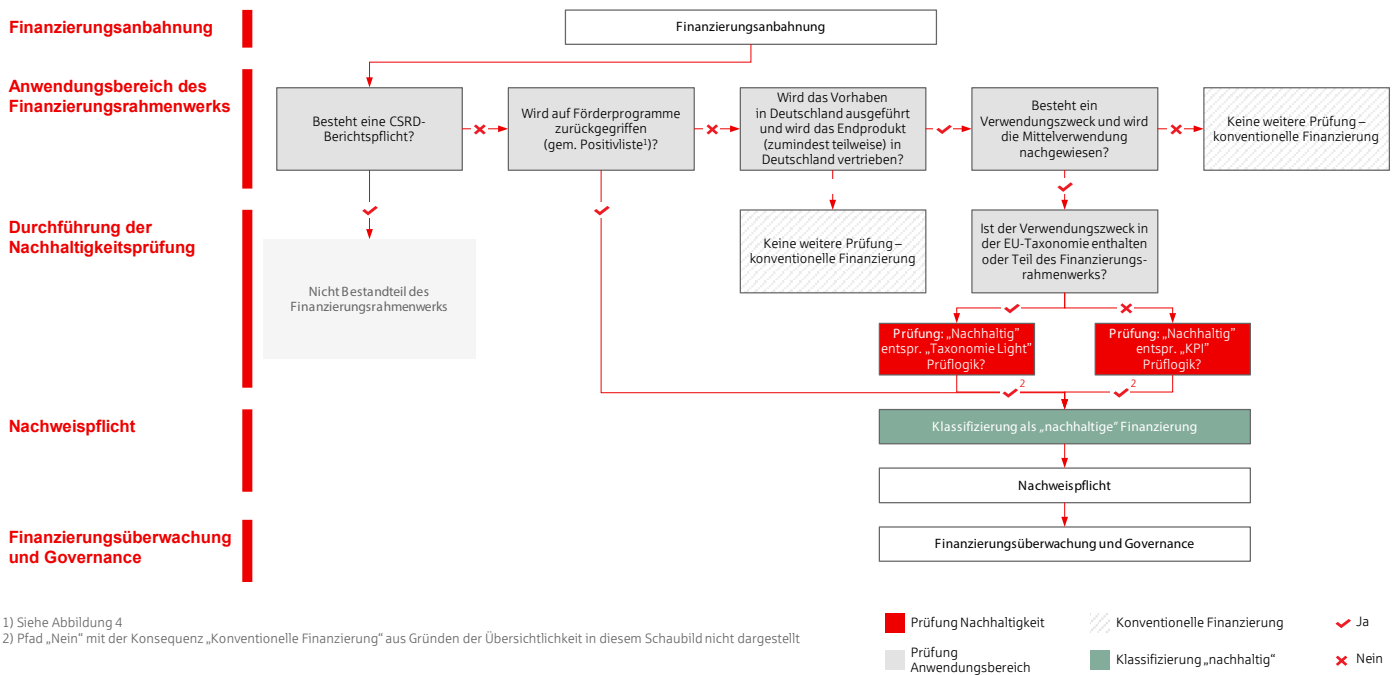 Finanzierungsanbahnung
Finanzierungsanbahnung
Anwendungsbereich des
Finanzierungsrahmenwerks
Besteht eine CSRD-
Berichtspflicht?
Wird auf Förderprogramme
zurückgegriffen
(gem. Positivliste¹)?
Wird das Vorhaben
in Deutschland ausgeführt
und wird das Endprodukt
(zumindest teilweise) in
Deutschland vertrieben?
Besteht ein
Verwendungszweck und wird
die Mittelverwendung
nachgewiesen?
Keine weitere Prüfung –
konventionelle Finanzierung
Durchführung der
Nachhaltigkeitsprüfung
Nicht Bestandteil des
Finanzierungsrahmenwerks
Keine weitere Prüfung –
konventionelle Finanzierung
Ist der Verwendungszweck in
der EU-Taxonomie enthalten
oder Teil des Finanzierungs-
rahmenwerks?
Prüfung: „Nachhaltig”
entspr. „Taxonomie Light”
Prüflogik?
Prüfung: „Nachhaltig”
entspr. „KPI”
Prüflogik?
2
2
Nachweispflicht
Klassifizierung als „nachhaltige” Finanzierung
Nachweispflicht
Finanzierungsüberwachung
und Governance
Finanzierungsüberwachung und Governance
1) Siehe Abbildung 4
2) Pfad „Nein” mit der Konsequenz „Konventionelle Finanzierung” aus Gründen der Übersichtlichkeit in diesem Schaubild nicht dargestellt
Prüfung Nachhaltigkeit
Konventionelle Finanzierung
Ja
Prüfung
Anwendungsbereich
Klassifizierung „nachhaltig”
Nein